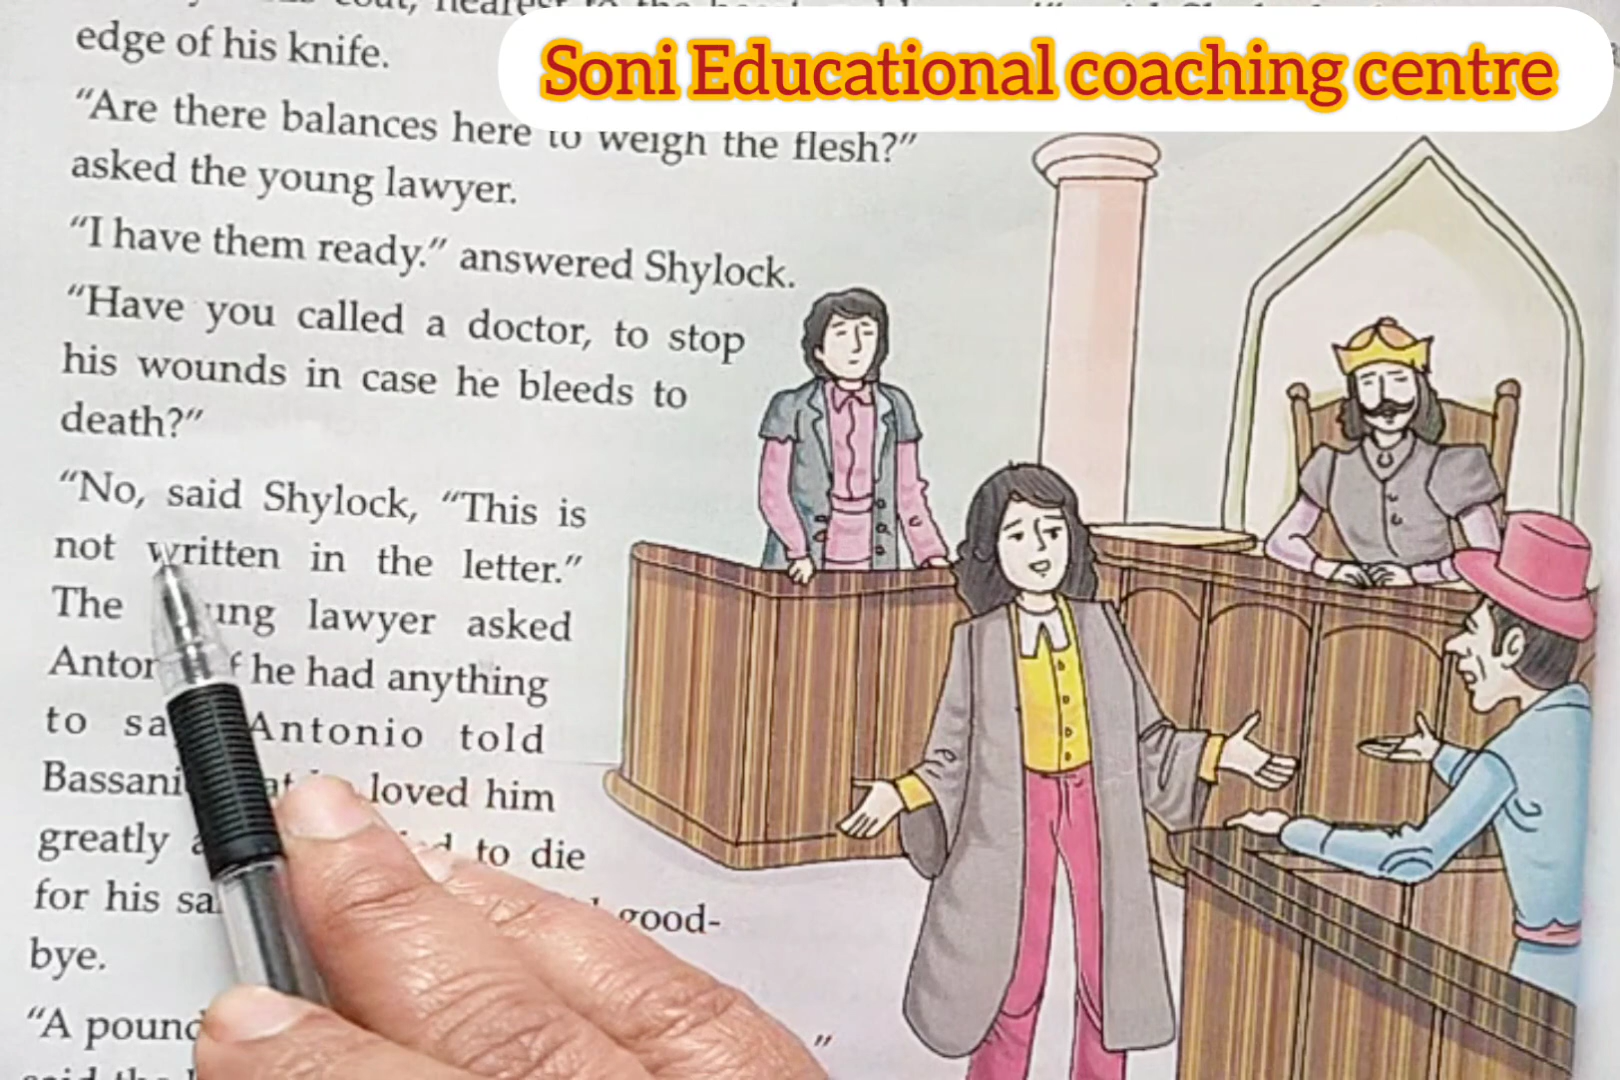 Soni Educational coaching centre
edge of his knife.
"Are there balances here to weigh the flesh?"
asked the young lawyer.
"I have them ready." answered Shylock.
"Have you called a doctor, to stop
his wounds in case he bleeds to
death?"
"No, said Shylock, "This is
not written in the letter."
The lawyer asked
he had anything
to Antonio told
loved him
greatly to die
for his good-
bye.
"A